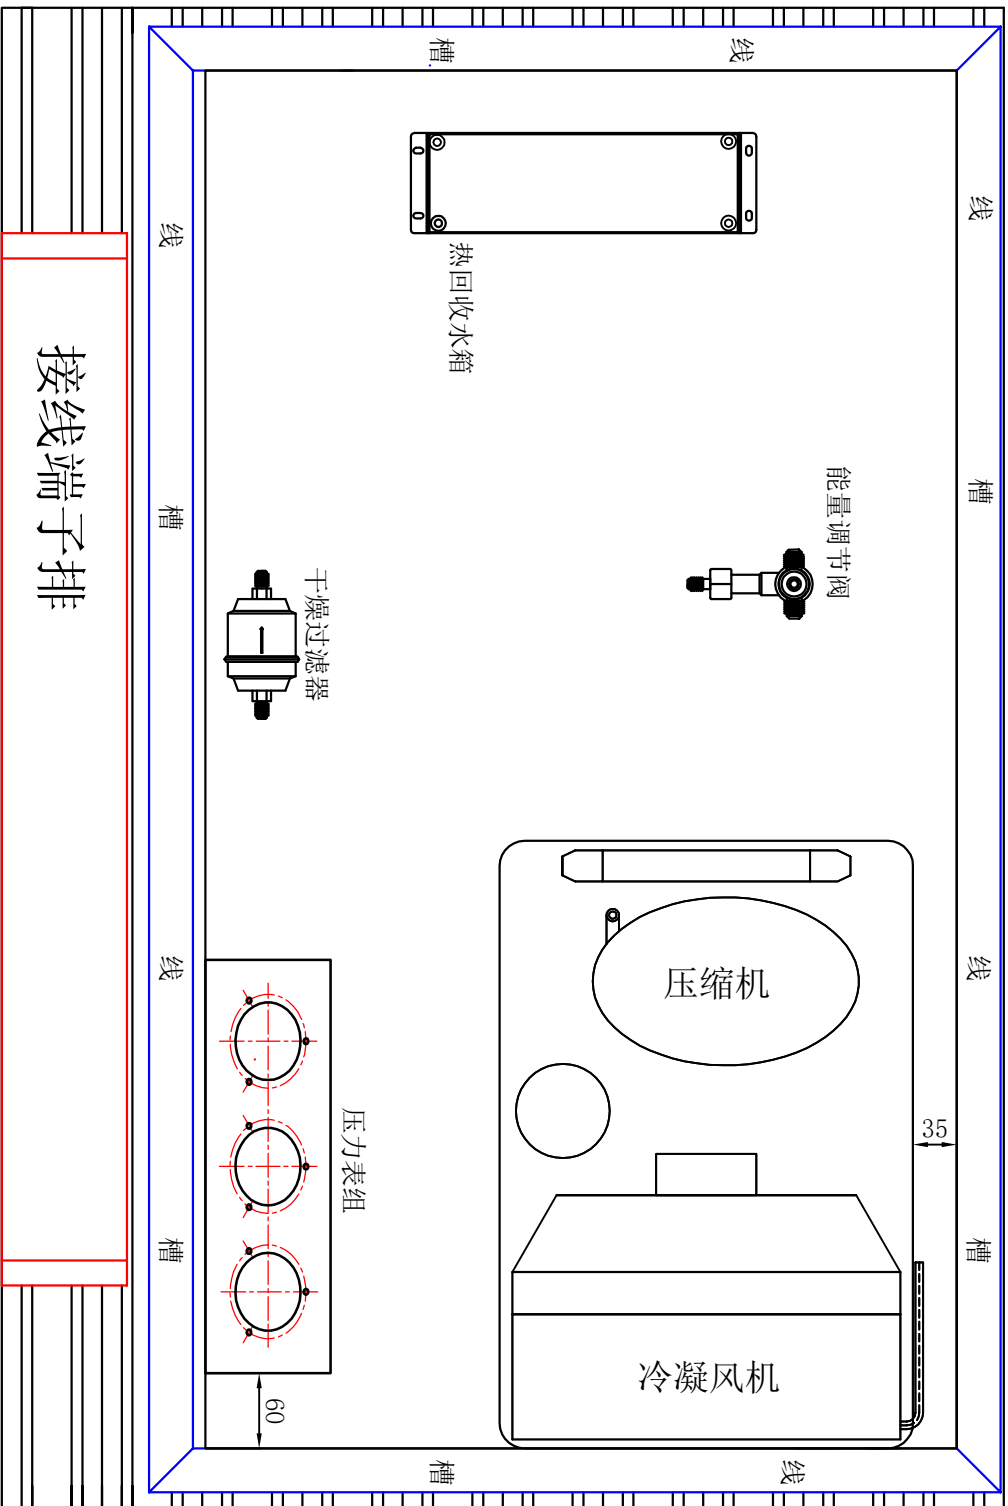 槽 线
线
线
热回收水箱
接线端子排
能量调节阀
槽
槽
干燥过滤器
线
线
压缩机
35
压力表组
槽
槽
冷凝风机
60
槽 线